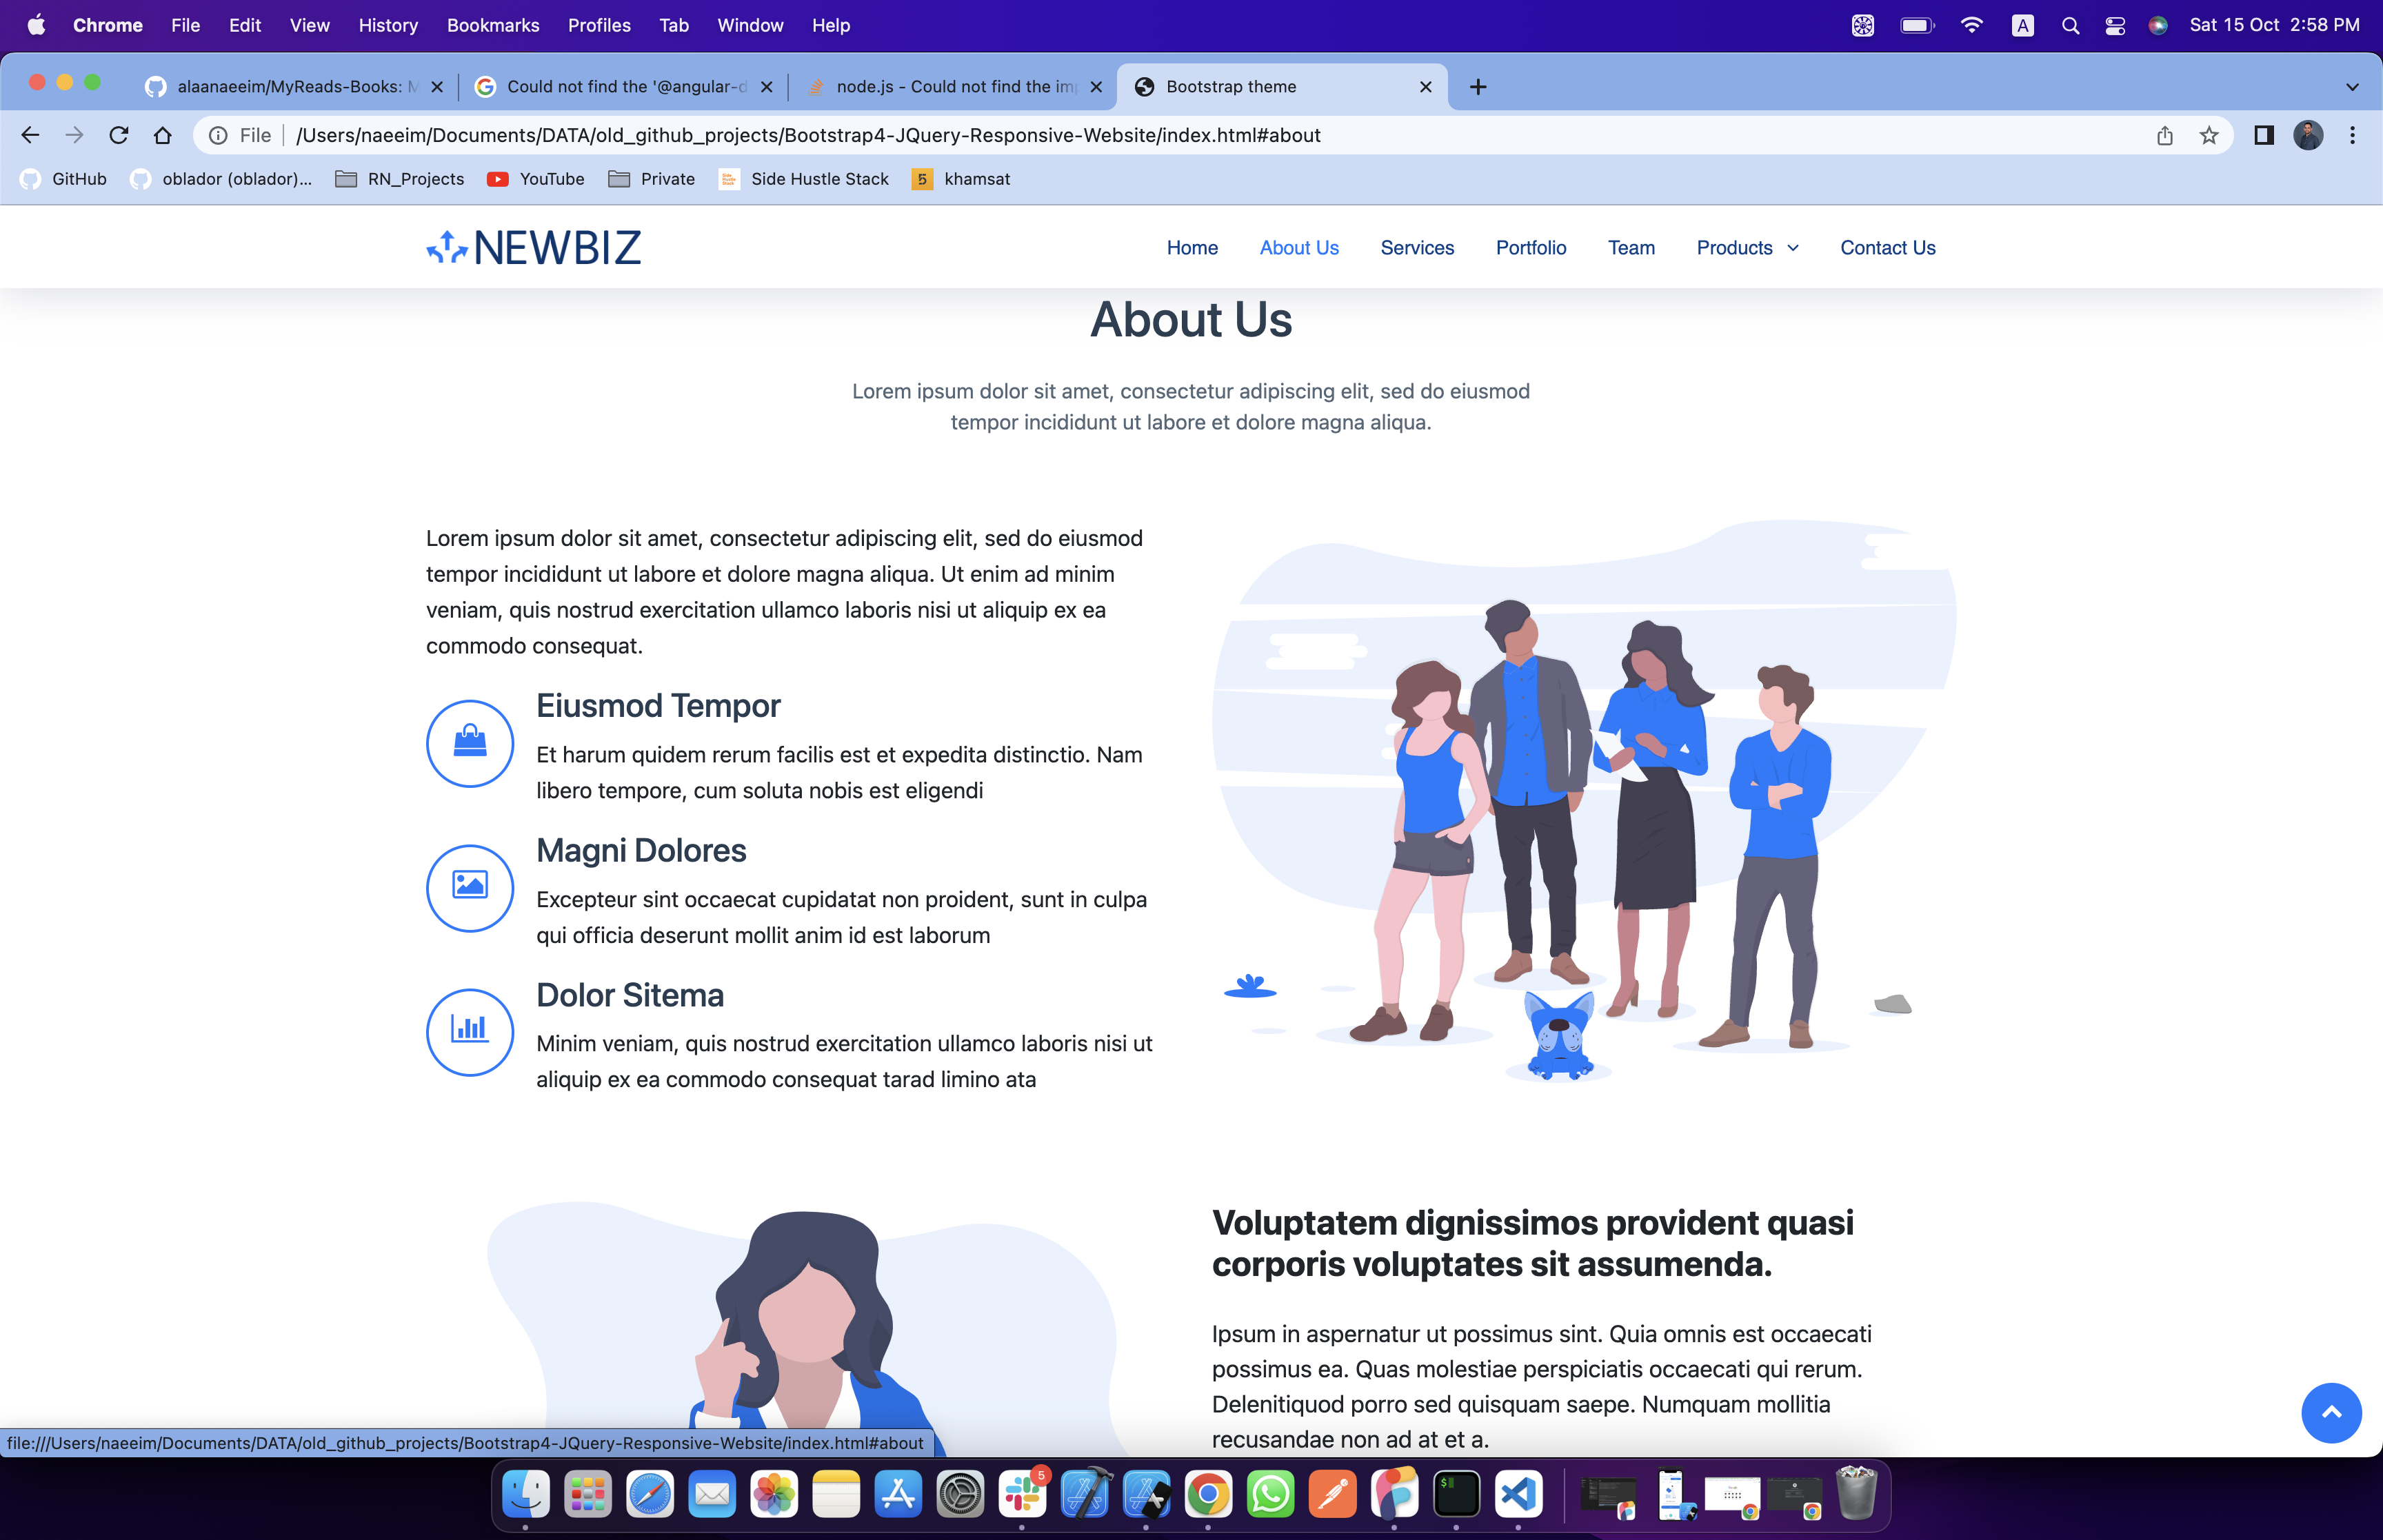 Chrome File Edit View History Bookmarks Profiles Tab Window Help A Sat 15 Oct 2:58 PM
alaanaeeim/MyReads-Books: Could not find the '@angular-d node.js - Could not find the Bootstrap theme
File /Users/naeeim/Documents/DATA/old_github_projects/Bootstrap4-JQuery-Responsive-Website/index.html#about
GitHub oblador (oblador)... RN_Projects YouTube Private Side Hustle Stack 5 khamsat
NEWBIZ Home About Us Services Portfolio Team Products Contact Us
About Us
Lorem ipsum dolor sit amet, consectetur adipiscing elit, sed do eiusmod
tempor incididunt ut labore et dolore magna aliqua.
Lorem ipsum dolor sit amet, consectetur adipiscing elit, sed do eiusmod
tempor incididunt ut labore et dolore magna aliqua. Ut enim ad minim
veniam, quis nostrud exercitation ullamco laboris nisi ut aliquip ex ea
commodo consequat.
Eiusmod Tempor
Et harum quidem rerum facilis est et expedita distinctio. Nam
libero tempore, cum soluta nobis est eligendi
Magni Dolores
Excepteur sint occaecat cupidatat non proident, sunt in culpa
qui officia deserunt mollit anim id est laborum
Dolor Sitema
Minim veniam, quis nostrud exercitation ullamco laboris nisi ut
aliquip ex ea commodo consequat tarad limino ata
Voluptatem dignissimos provident quasi
corporis voluptates sit assumenda.
Ipsum in aspernatur ut possimus sint. Quia omnis est occaecati
possimus ea. Quas molestiae perspiciatis occaecati qui rerum.
Delenitiquod porro sed quisquam saepe. Numquam mollitia
recusandae non ad at et a.
file:///Users/naeeim/Documents/DATA/old_github_projects/Bootstrap4-JQuery-Responsive-Website/index.html#about
5
$